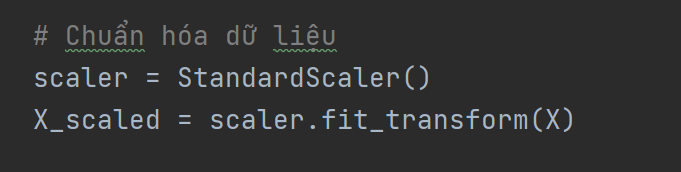 # Chuẩn hóa dữ liệu
scaler = StandardScaler()
X_scaled = scaler.fit_transform(X)